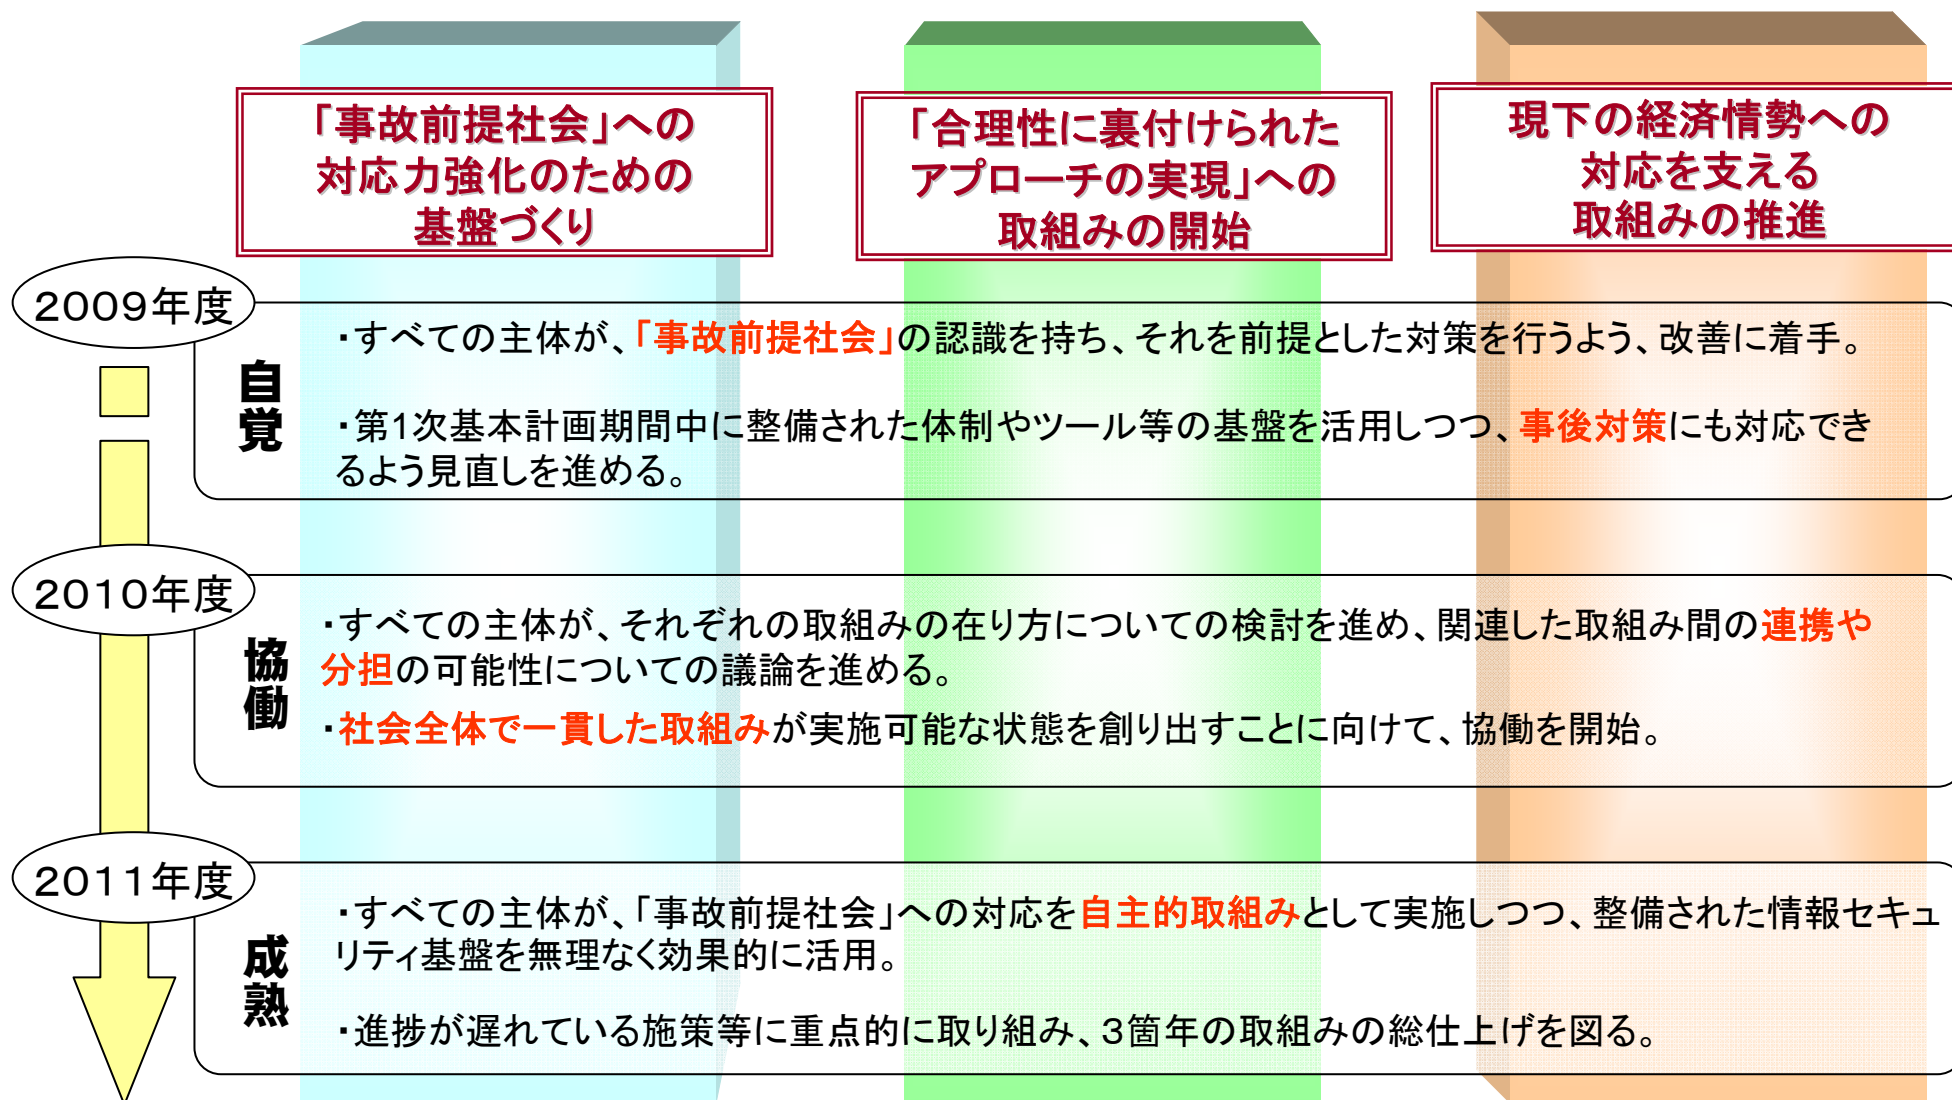 「事故前提社会」への
対応力強化のための
基盤づくり
「合理性に裏付けられた
アプローチの実現」への
取組みの開始
現下の経済情勢への
対応を支える
取組みの推進
2009年度
自覚
・すべての主体が、「事故前提社会」の認識を持ち、それを前提とした対策を行うよう、改善に着手。
・第1次基本計画期間中に整備された体制やツール等の基盤を活用しつつ、事後対策にも対応でき
るよう見直しを進める。
2010年度
協働
・すべての主体が、それぞれの取組みの在り方についての検討を進め、関連した取組み間の連携や
分担の可能性についての議論を進める。
・社会全体で一貫した取組みが実施可能な状態を創り出すことに向けて、協働を開始。
2011年度
成熟
・すべての主体が、「事故前提社会」への対応を自主的取組みとして実施しつつ、整備された情報セキュ
リティ基盤を無理なく効果的に活用。
・進捗が遅れている施策等に重点的に取り組み、3箇年の取組みの総仕上げを図る。